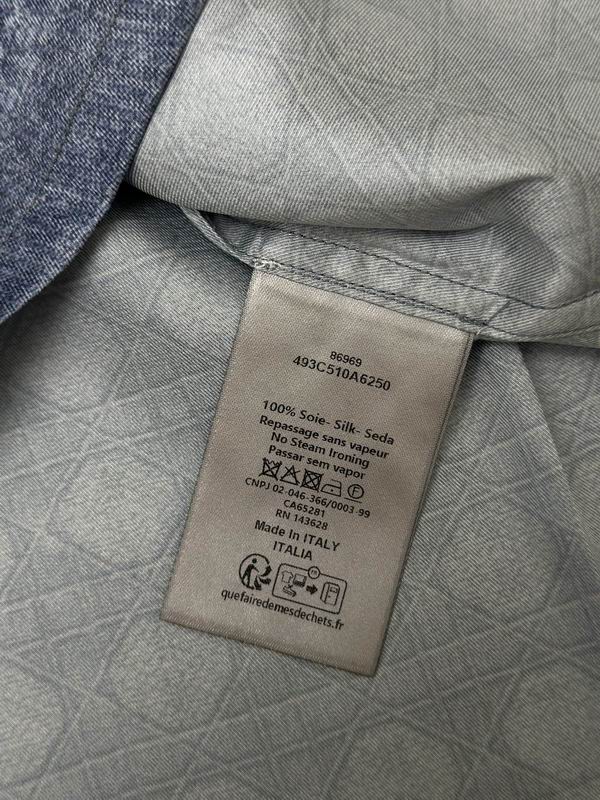 86969
493C510A6250
100% Soie- Silk- Seda
Repassage sans vapeur
No Steam Ironing
Passar sem vapor
CNPJ 02-046-366/0003-99
CA65281
RN 143628
Made In ITALY
ITALIA
FR
quefairedemesdechets.fr